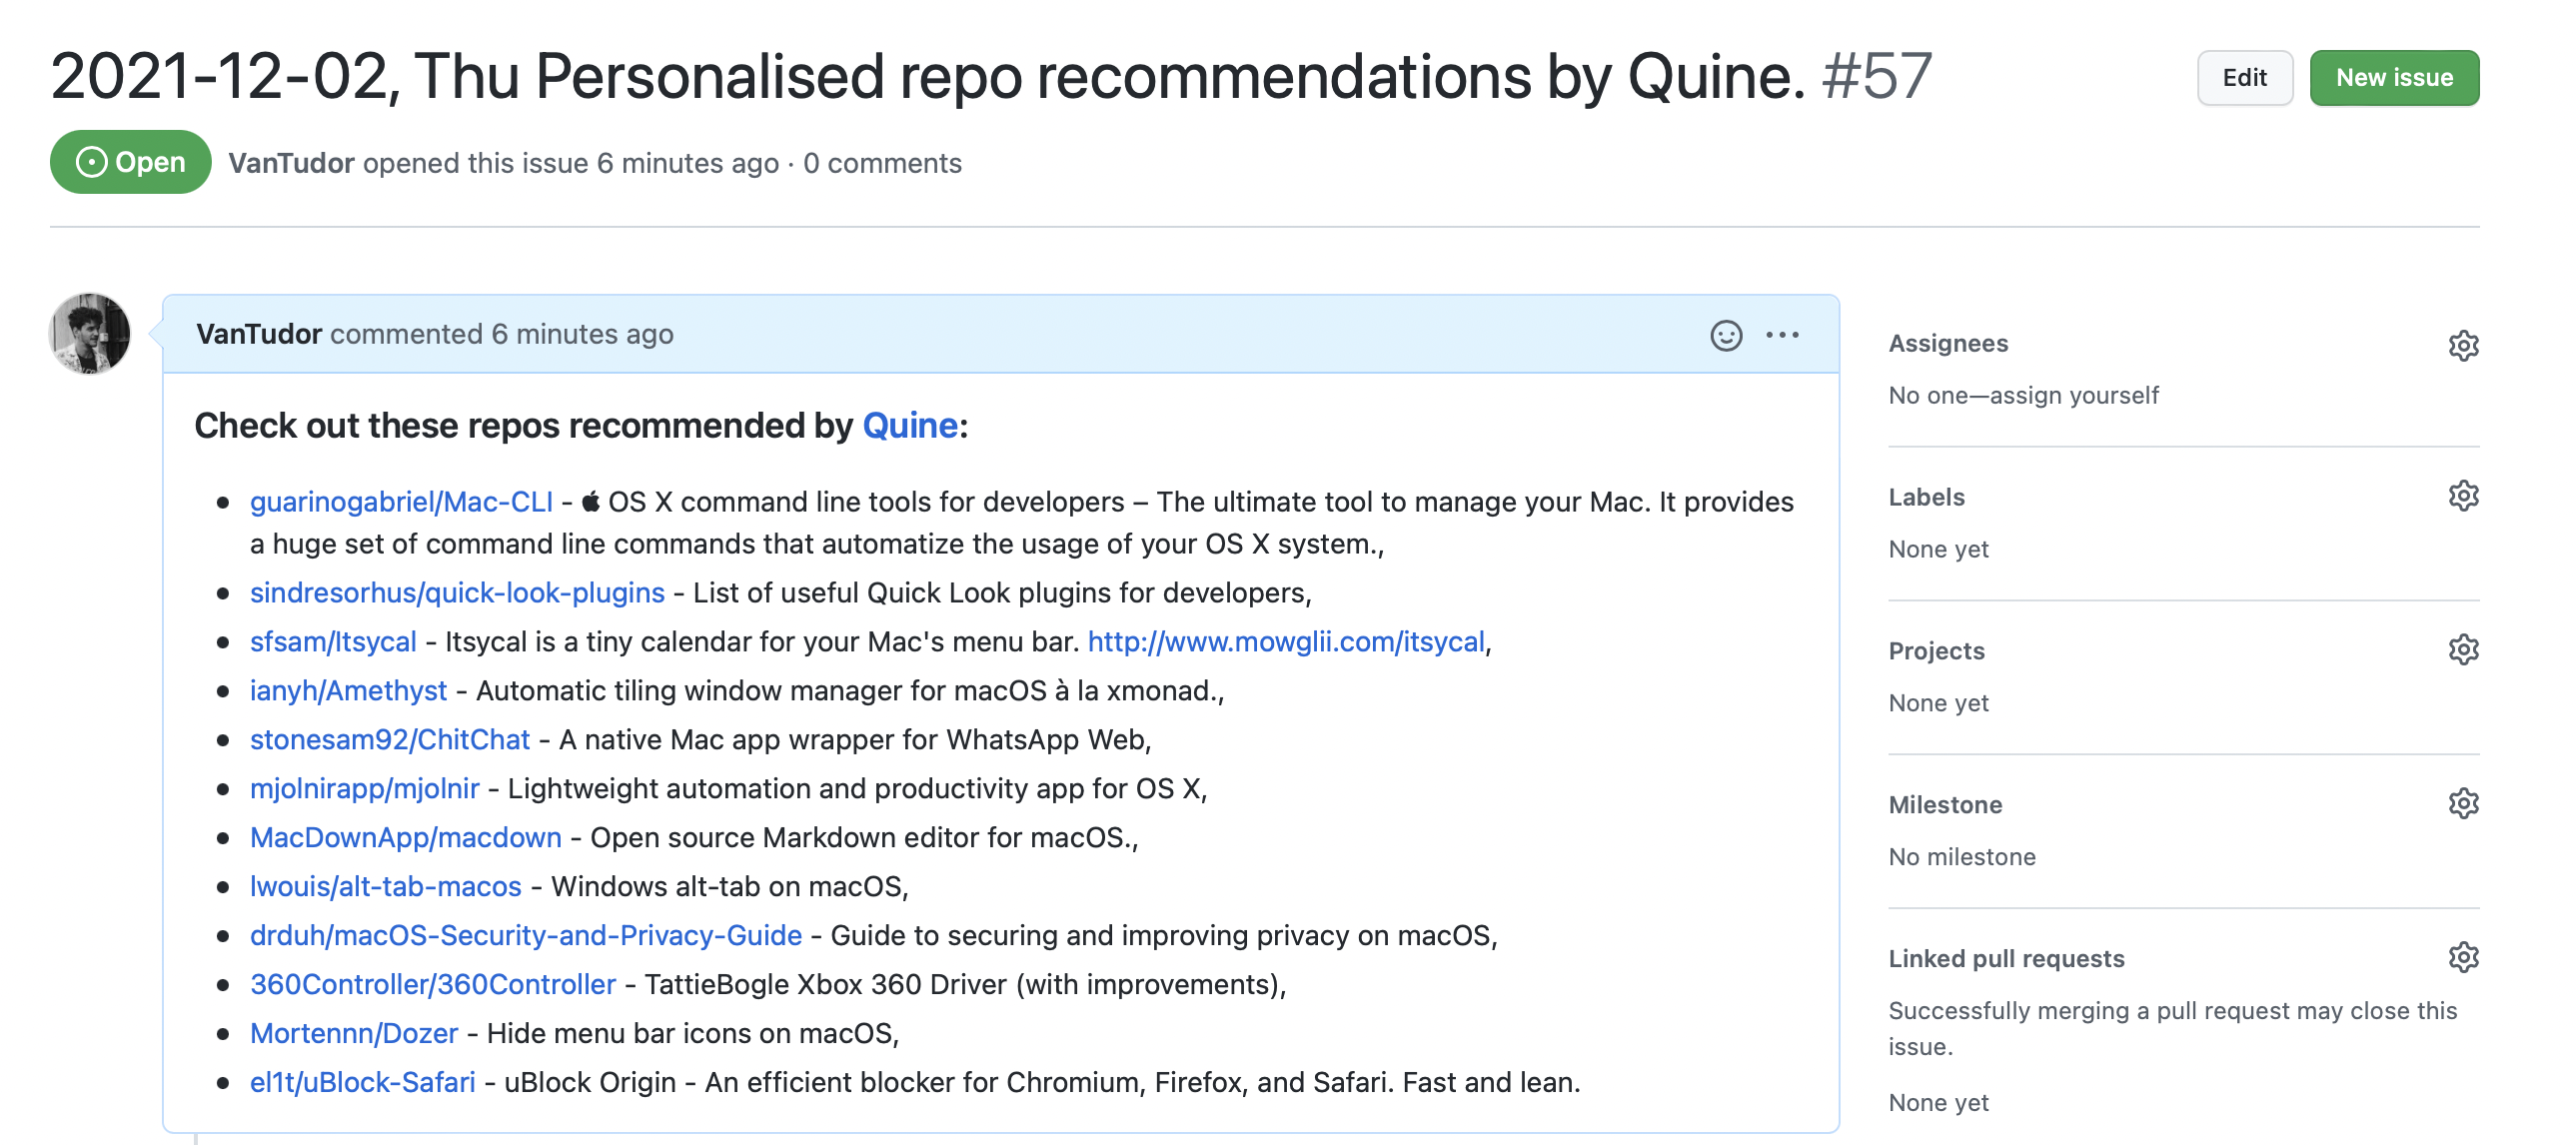 2021-12-02, Thu Personalised repo recommendations by Quine. #57
Edit
New issue
Open
VanTudor opened this issue 6 minutes ago · 0 comments
VanTudor commented 6 minutes ago
Check out these repos recommended by Quine:
guarinogabriel/Mac-CLI -  OS X command line tools for developers – The ultimate tool to manage your Mac. It provides
a huge set of command line commands that automatize the usage of your OS X system.,
sindresorhus/quick-look-plugins - List of useful Quick Look plugins for developers,
sfsam/Itsycal - Itsycal is a tiny calendar for your Mac's menu bar. http://www.mowglii.com/itsycal,
ianyh/Amethyst - Automatic tiling window manager for macOS à la xmonad.,
stonesam92/ChitChat - A native Mac app wrapper for WhatsApp Web,
mjolnirapp/mjolnir - Lightweight automation and productivity app for OS X,
MacDownApp/macdown - Open source Markdown editor for macOS.,
lwouis/alt-tab-macos - Windows alt-tab on macOS,
drduh/macOS-Security-and-Privacy-Guide - Guide to securing and improving privacy on macOS,
360Controller/360Controller - TattieBogle Xbox 360 Driver (with improvements),
Mortennn/Dozer - Hide menu bar icons on macOS,
el1t/uBlock-Safari - uBlock Origin - An efficient blocker for Chromium, Firefox, and Safari. Fast and lean.
Assignees
No one—assign yourself
Labels
None yet
Projects
None yet
Milestone
No milestone
Linked pull requests
Successfully merging a pull request may close this
issue.
None yet